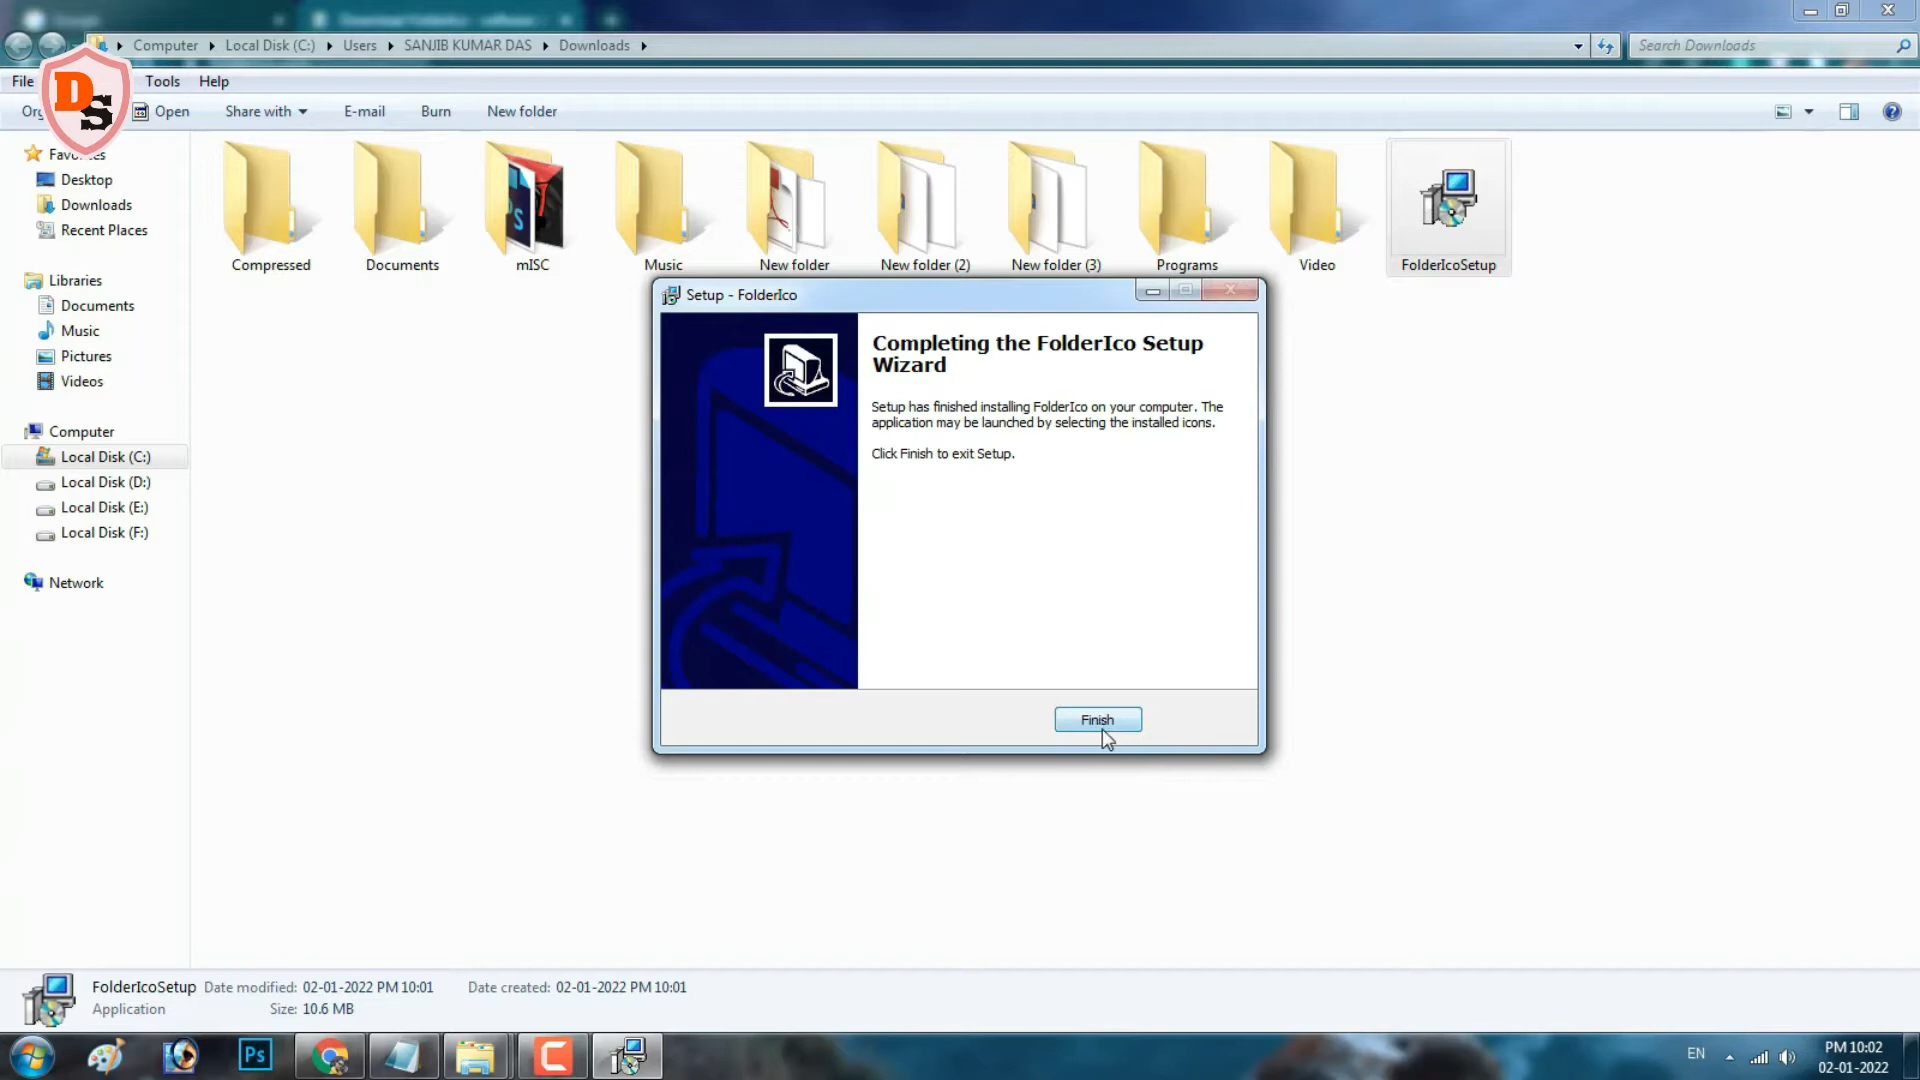 Computer Local Disk (C:) Users SANJIB KUMAR DAS Downloads Search Downloads
File Tools Help
Open Share with E-mail Burn New folder
DS
Desktop
Downloads
Recent Places
Libraries
Documents
Music
Pictures
Videos
Computer
Local Disk (C:)
Local Disk (D:)
Local Disk (E:)
Local Disk (F:)
Network
Ps
Compressed Documents mISC Music New folder New folder (2) New folder (3) Programs Video FolderIcoSetup
Setup - FolderIco
Completing the FolderIco Setup
Wizard
Setup has finished installing FolderIco on your computer. The
application may be launched by selecting the installed icons.
Click Finish to exit Setup.
Finish
FolderIcoSetup Date modified: 02-01-2022 PM 10:01 Date created: 02-01-2022 PM 10:01
Application Size: 10.6 MB
Ps EN PM 10:02
02-01-2022